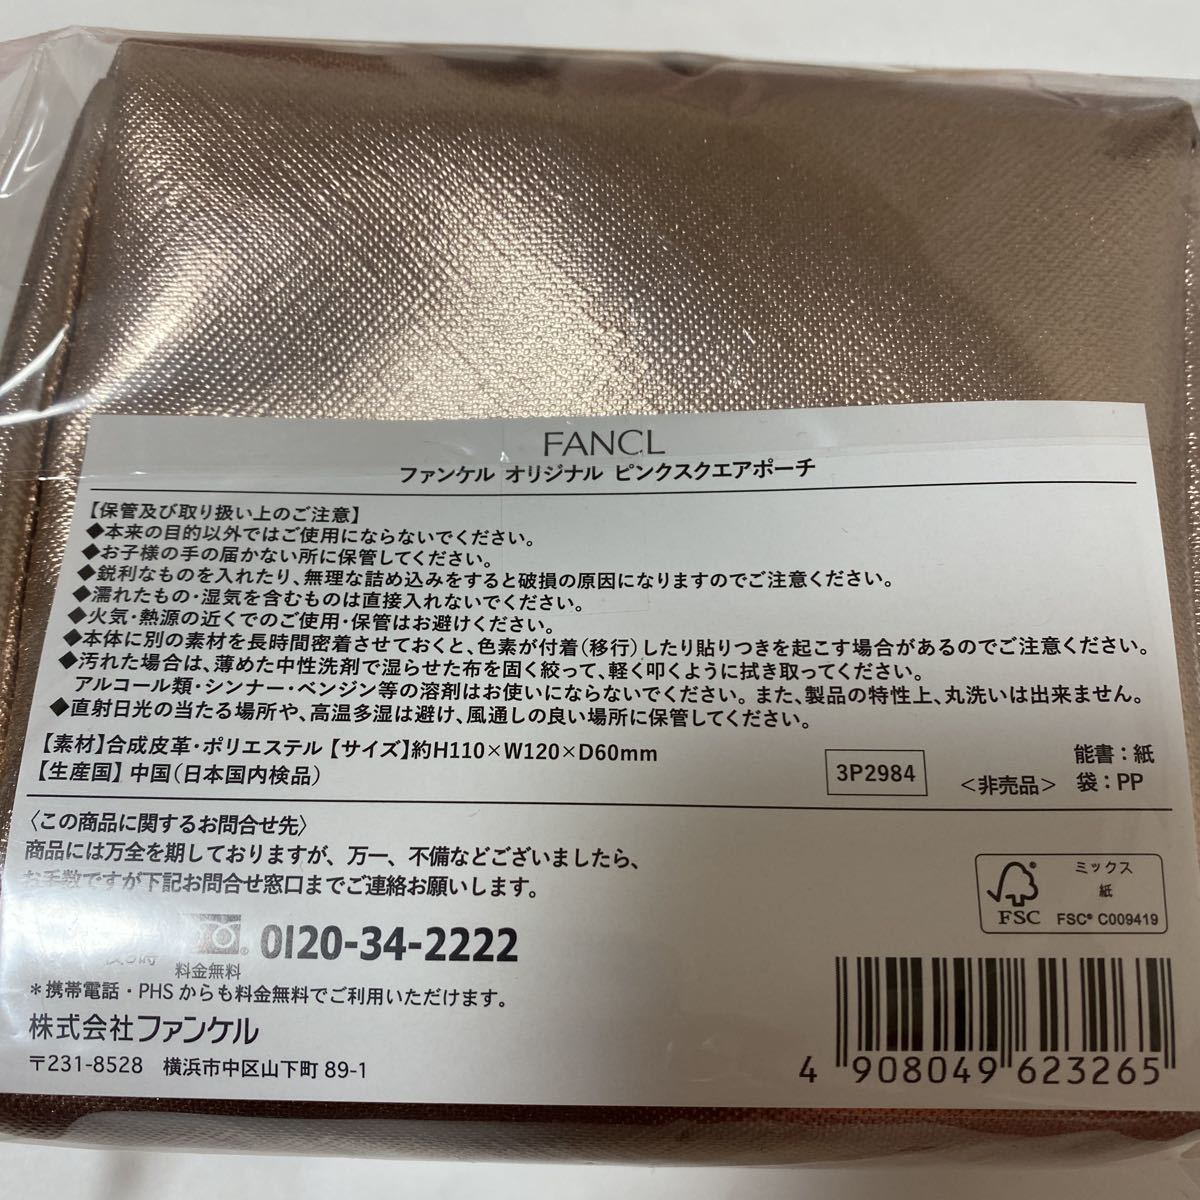 FANCL
ファンケル オリジナル ピンクスクエアポーチ
【保管及び取り扱い上のご注意】
◆本来の目的以外ではご使用にならないでください。
◆お子様の手の届かない所に保管してください。
◆鋭利なものを入れたり、無理な詰め込みをすると破損の原因になりますのでご注意ください。
◆濡れたもの・湿気を含むものは直接入れないでください。
◆火気・熱源の近くでのご使用・保管はお避けください。
◆本体に別の素材を長時間密着させておくと、色素が付着(移行)したり貼りつきを起こす場合があるのでご注意ください。
◆汚れた場合は、薄めた中性洗剤で湿らせた布を固く絞って、軽く叩くように拭き取ってください。
アルコール類・シンナー・ベンジン等の溶剤はお使いにならないでください。また、製品の特性上、丸洗いは出来ません。
◆直射日光の当たる場所や、高温多湿は避け、風通しの良い場所に保管してください。
【素材】合成皮革・ポリエステル【サイズ】約H110×W120×D60mm
【生産国】中国(日本国内検品)
3P2984
<非売品>
能書:紙
袋:PP
〈この商品に関するお問合せ先〉
商品には万全を期しておりますが、万一、不備などございましたら、
お手数ですが下記お問合せ窓口までご連絡お願いします。
料金無料
0120-34-2222
*携帯電話・PHSからも料金無料でご利用いただけます。
株式会社ファンケル
〒231-8528 横浜市中区山下町 89-1
FSC
ミックス
紙
FSC® C009419
4 908049 623265